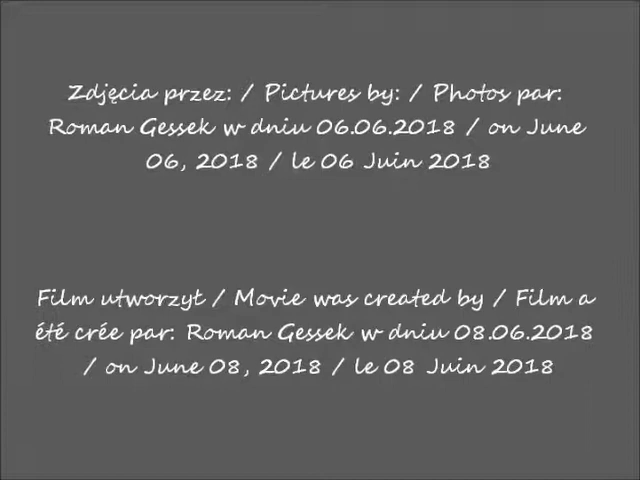 Zdjęcia przez: / Pictures by: / Photos par:
Roman Gessek w dniu 06.06.2018 / on June
06, 2018 / le 06 Juin 2018
Film utworzył / Movie was created by / Film a
été crée par: Roman Gessek w dniu 08.06.2018
/ on June 08, 2018 / le 08 Juin 2018